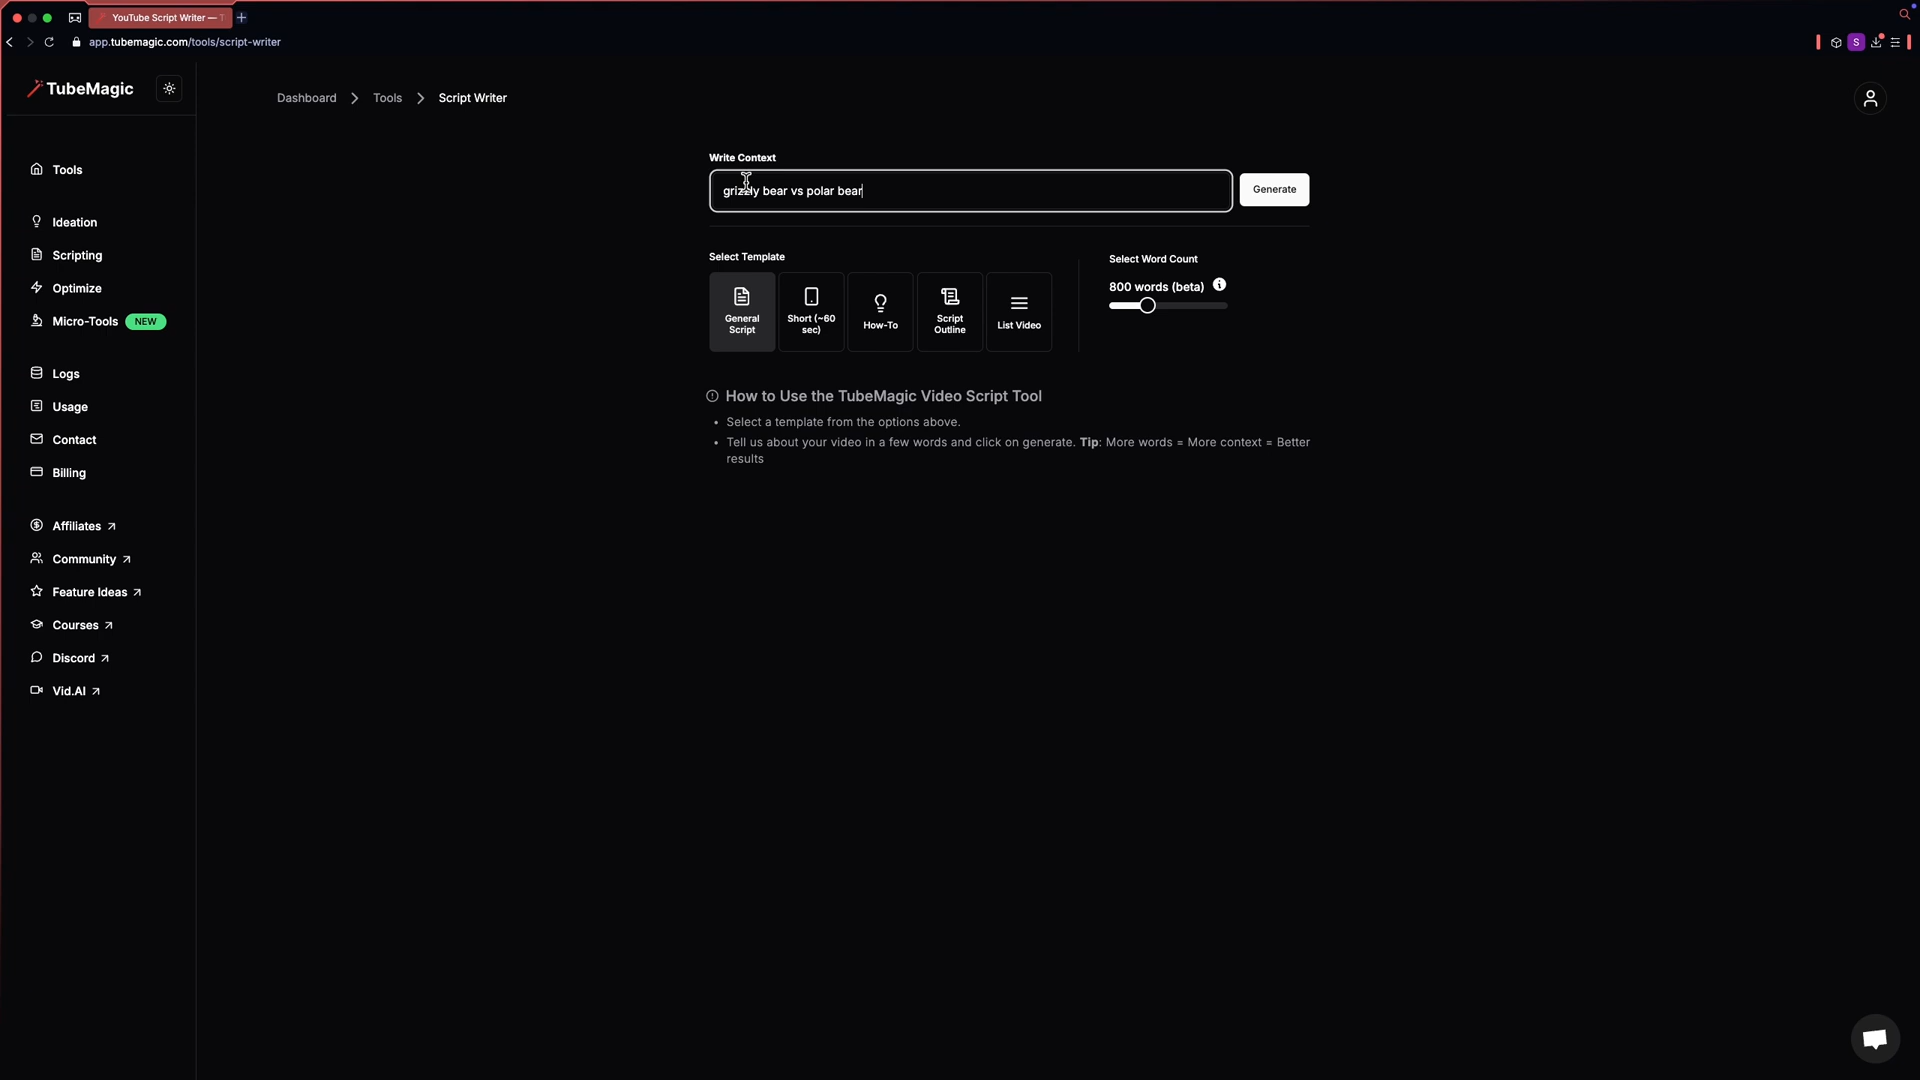 YouTube Script Writer — T
app.tubemagic.com/tools/script-writer
S
TubeMagic
Dashboard > Tools > Script Writer
Tools
Ideation
Scripting
Optimize
Micro-Tools NEW
Logs
Usage
Contact
Billing
Affiliates
Community
Feature Ideas
Courses
Discord
Vid.AI
Write Context
grizzly bear vs polar bear
Generate
Select Template
General
Script
Short (~60
sec)
How-To
Script
Outline
List Video
Select Word Count
800 words (beta)
How to Use the TubeMagic Video Script Tool
• Select a template from the options above.
• Tell us about your video in a few words and click on generate. Tip: More words = More context = Better
results